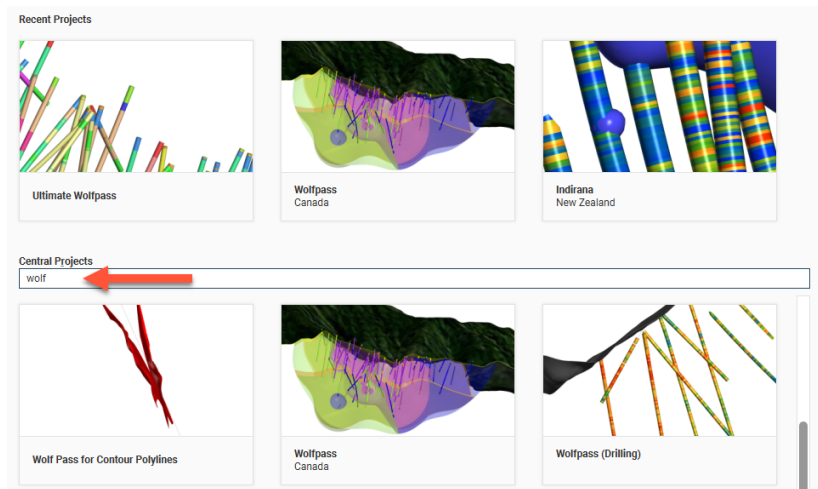 Recent Projects
Ultimate Wolfpass
Wolfpass
Canada
Indirana
New Zealand
Central Projects
wolf
Wolf Pass for Contour Polylines
Wolfpass
Canada
Wolfpass (Drilling)